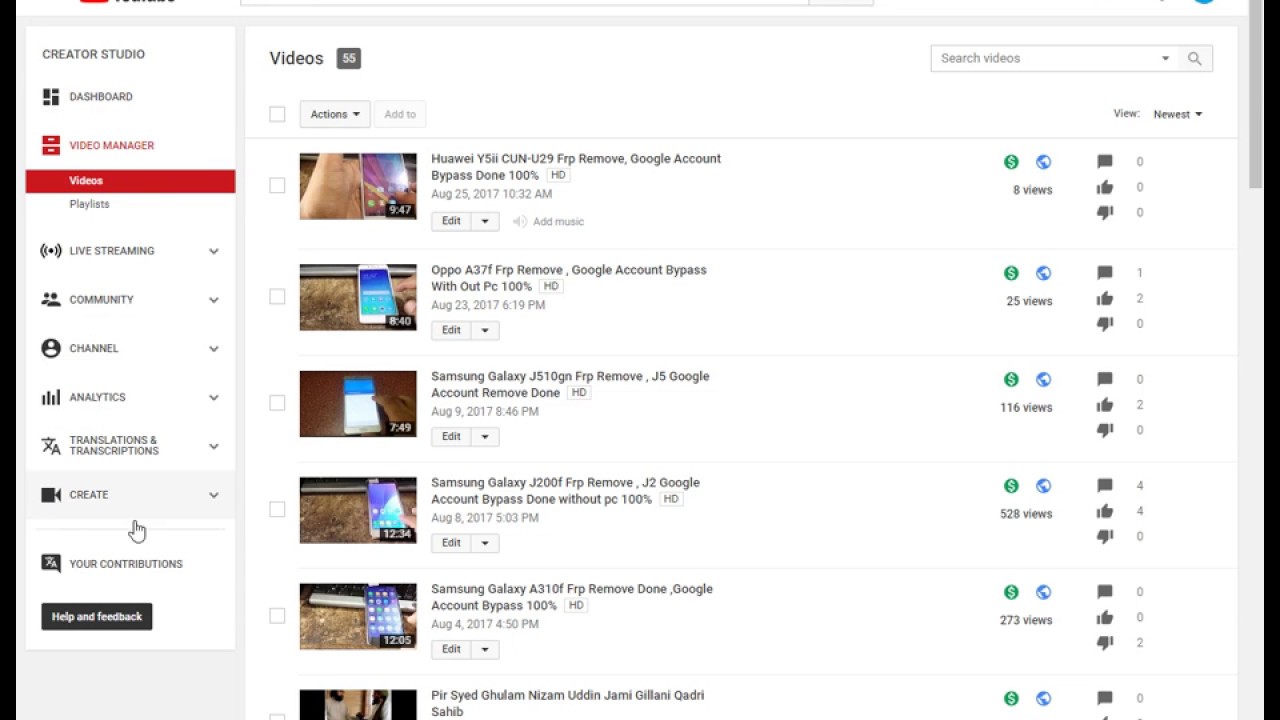 CREATOR STUDIO
DASHBOARD
VIDEO MANAGER
Videos
Playlists
LIVE STREAMING
COMMUNITY
CHANNEL
ANALYTICS
TRANSLATIONS &
TRANSCRIPTIONS
CREATE
YOUR CONTRIBUTIONS
Help and feedback
Videos 55
Search videos
Actions Add to
View: Newest
Huawei Y5ii CUN-U29 Frp Remove, Google Account
Bypass Done 100% HD
Aug 25, 2017 10:32 AM
Edit Add music
9:47
8 views
0
0
0
Oppo A37f Frp Remove , Google Account Bypass
With Out Pc 100% HD
Aug 23, 2017 6:19 PM
Edit
8:40
25 views
1
2
0
Samsung Galaxy J510gn Frp Remove , J5 Google
Account Remove Done HD
Aug 9, 2017 8:46 PM
Edit
7:49
116 views
0
2
0
Samsung Galaxy J200f Frp Remove , J2 Google
Account Bypass Done without pc 100% HD
Aug 8, 2017 5:03 PM
Edit
12:34
528 views
4
4
0
Samsung Galaxy A310f Frp Remove Done ,Google
Account Bypass 100% HD
Aug 4, 2017 4:50 PM
Edit
12:05
273 views
0
0
2
Pir Syed Ghulam Nizam Uddin Jami Gillani Qadri
Sahib
0